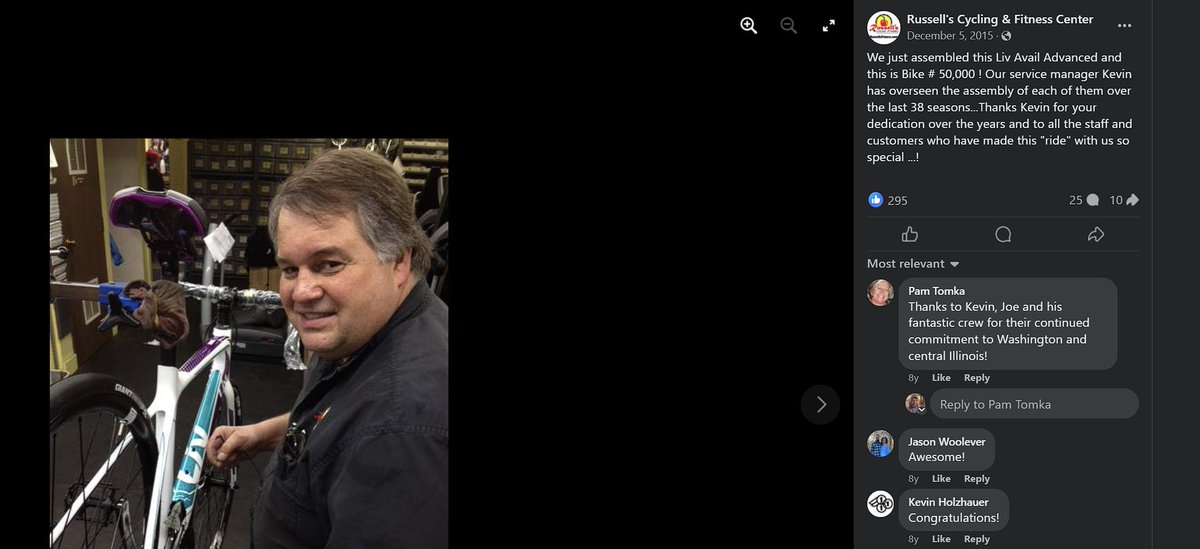 Russell's Cycling & Fitness Center
December 5, 2015 ·
We just assembled this Liv Avail Advanced and
this is Bike # 50,000 ! Our service manager Kevin
has overseen the assembly of each of them over
the last 38 seasons...Thanks Kevin for your
dedication over the years and to all the staff and
customers who have made this "ride" with us so
special ...!
295
25
10
Most relevant
Pam Tomka
Thanks to Kevin, Joe and his
fantastic crew for their continued
commitment to Washington and
central Illinois!
8y Like Reply
Reply to Pam Tomka
Jason Woolever
Awesome!
8y Like Reply
Kevin Holzhauer
Congratulations!
8y Like Reply
GIANT